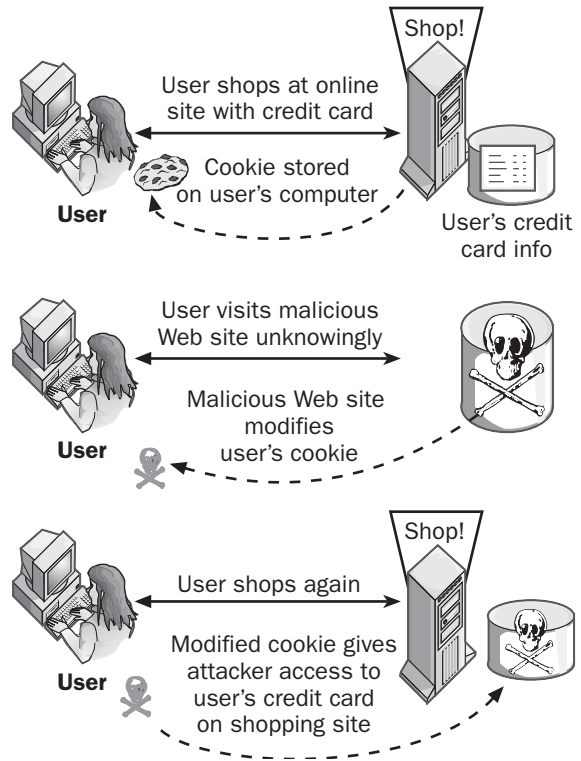 Shop!
User shops at online
site with credit card
Cookie stored
on user's computer
User
User's credit
card info
User visits malicious
Web site unknowingly
Malicious Web site
modifies
user's cookie
User
Shop!
User shops again
Modified cookie gives
attacker access to
user's credit card
on shopping site
User